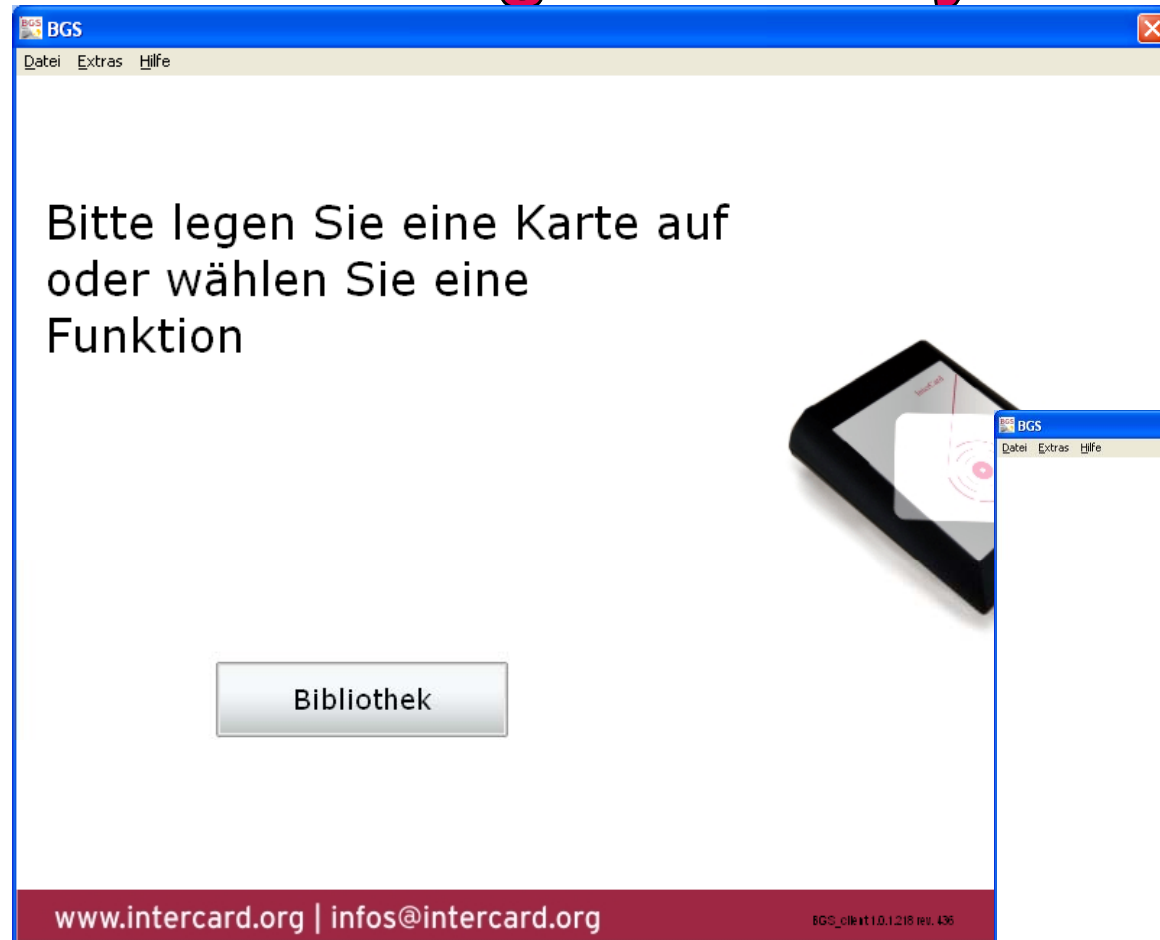 BGS
Datei Extras Hilfe
Bitte legen Sie eine Karte auf
oder wählen Sie eine
Funktion
InterCard
BGS
Datei Extras Hilfe
Bibliothek
www.intercard.org | infos@intercard.org
BGS_client 1.0.1.218 rev. 436